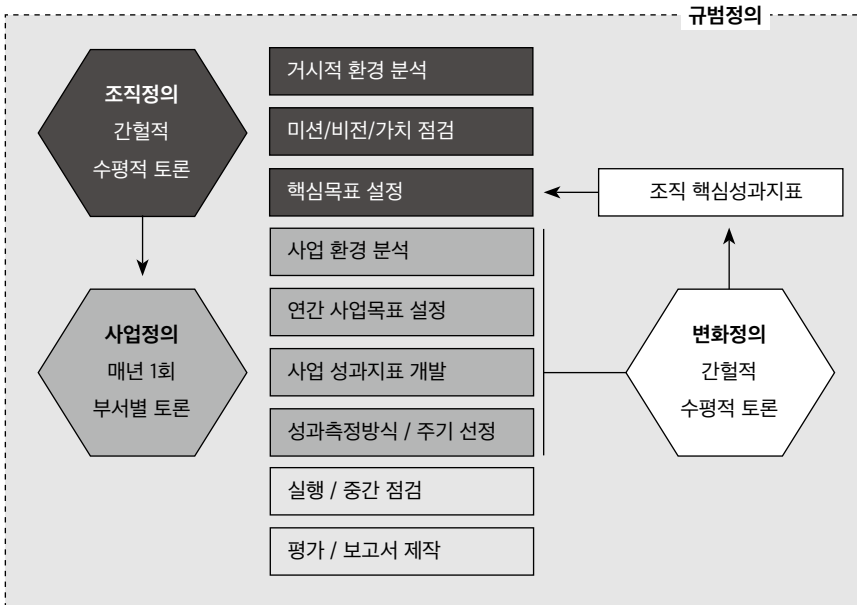 규범정의
조직정의
간헐적
수평적 토론
거시적 환경 분석
미션/비전/가치 점검
핵심목표 설정
조직 핵심성과지표
사업 환경 분석
사업정의
매년 1회
부서별 토론
연간 사업목표 설정
사업 성과지표 개발
성과측정방식 / 주기 선정
변화정의
간헐적
수평적 토론
실행 / 중간 점검
평가 / 보고서 제작